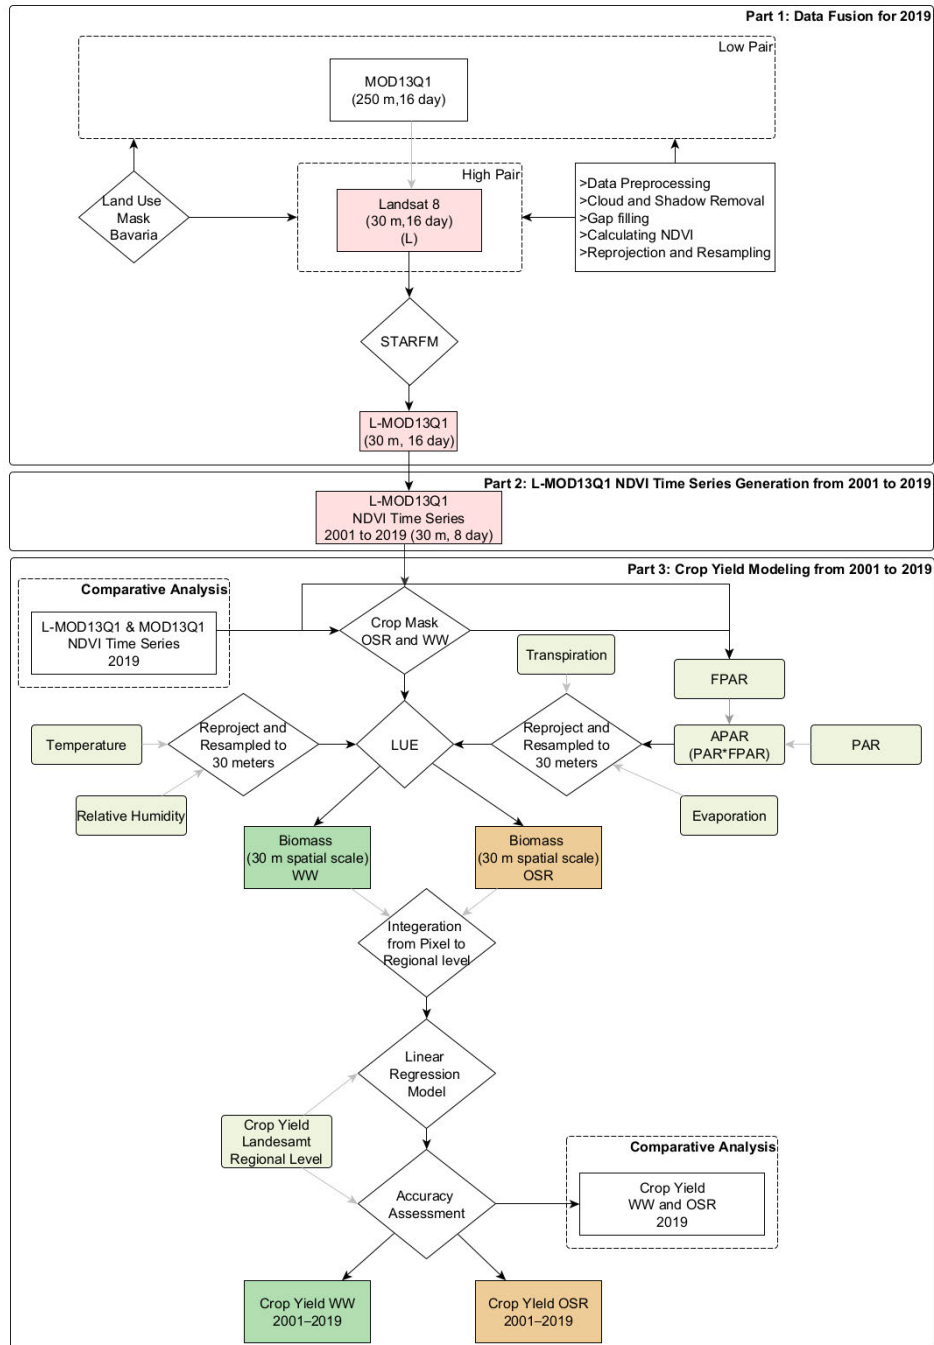 Part 1: Data Fusion for 2019
Low Pair
MOD13Q1
(250 m,16 day)
High Pair
Land Use
Mask
Bavaria
Landsat 8
(30 m,16 day)
(L)
>Data Preprocessing
>Cloud and Shadow Removal
>Gap filling
>Calculating NDVI
>Reprojection and Resampling
STARFM
L-MOD13Q1
(30 m, 16 day)
Part 2: L-MOD13Q1 NDVI Time Series Generation from 2001 to 2019
L-MOD13Q1
NDVI Time Series
2001 to 2019 (30 m, 8 day)
Part 3: Crop Yield Modeling from 2001 to 2019
Comparative Analysis
L-MOD13Q1 & MOD13Q1
NDVI Time Series
2019
Crop Mask
OSR and WW
Transpiration
FPAR
Temperature
Reproject and
Resampled to
30 meters
LUE
Reproject and
Resampled to
30 meters
APAR
(PAR*FPAR)
PAR
Relative Humidity
Evaporation
Biomass
(30 m spatial scale)
WW
Biomass
(30 m spatial scale)
OSR
Integeration
from Pixel to
Regional level
Linear
Regression
Model
Crop Yield
Landesamt
Regional Level
Comparative Analysis
Accuracy
Assessment
Crop Yield
WW and OSR
2019
Crop Yield WW
2001–2019
Crop YIeld OSR
2001–2019